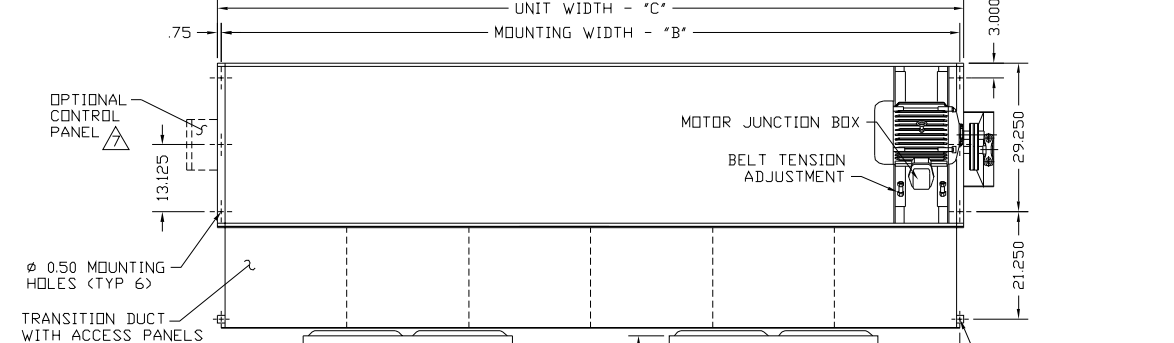 UNIT WIDTH - "C"
.75
MOUNTING WIDTH - "B"
3.000
OPTIONAL
CONTROL
PANEL 7
MOTOR JUNCTION BOX
29.250
BELT TENSION
ADJUSTMENT
13.125
Ø 0.50 MOUNTING
HOLES (TYP 6)
21.250
TRANSITION DUCT
WITH ACCESS PANELS